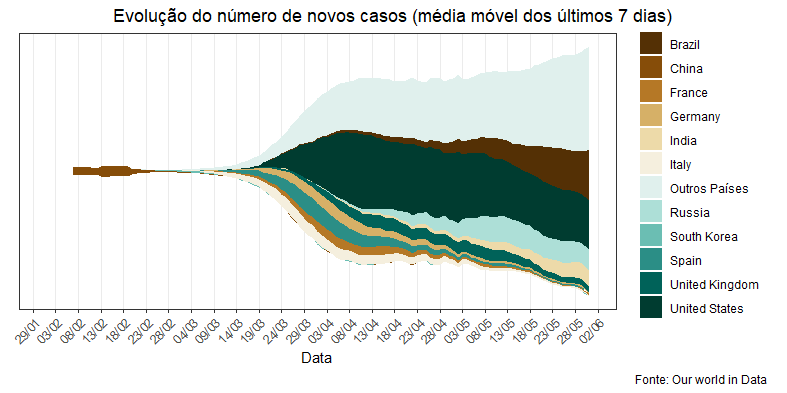 Evolução do número de novos casos (média móvel dos últimos 7 dias)
Brazil
China
France
Germany
India
Italy
Outros Países
Russia
South Korea
Spain
United Kingdom
United States
29/01 03/02 08/02 13/02 18/02 23/02 28/02 04/03 09/03 14/03 19/03 24/03 29/03 03/04 08/04 13/04 18/04 23/04 28/04 03/05 08/05 13/05 18/05 23/05 28/05 02/06
Data
Fonte: Our world in Data